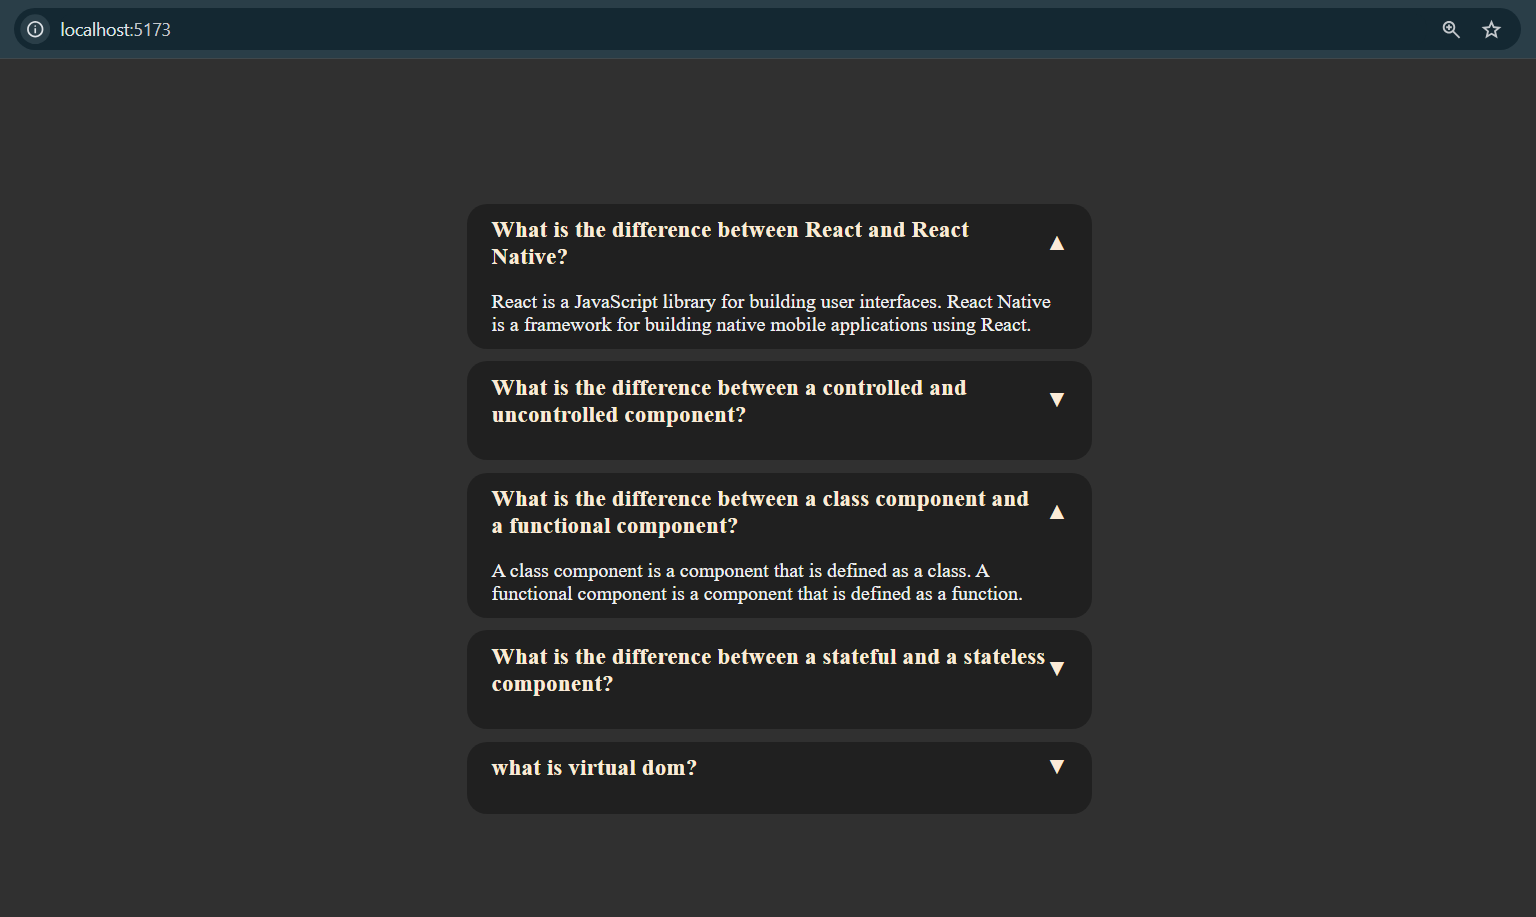 localhost:5173
What is the difference between React and React
Native?
▲
React is a JavaScript library for building user interfaces. React Native
is a framework for building native mobile applications using React.
What is the difference between a controlled and
uncontrolled component?
▼
What is the difference between a class component and
a functional component?
▲
A class component is a component that is defined as a class. A
functional component is a component that is defined as a function.
What is the difference between a stateful and a stateless
component?
▼
what is virtual dom?
▼